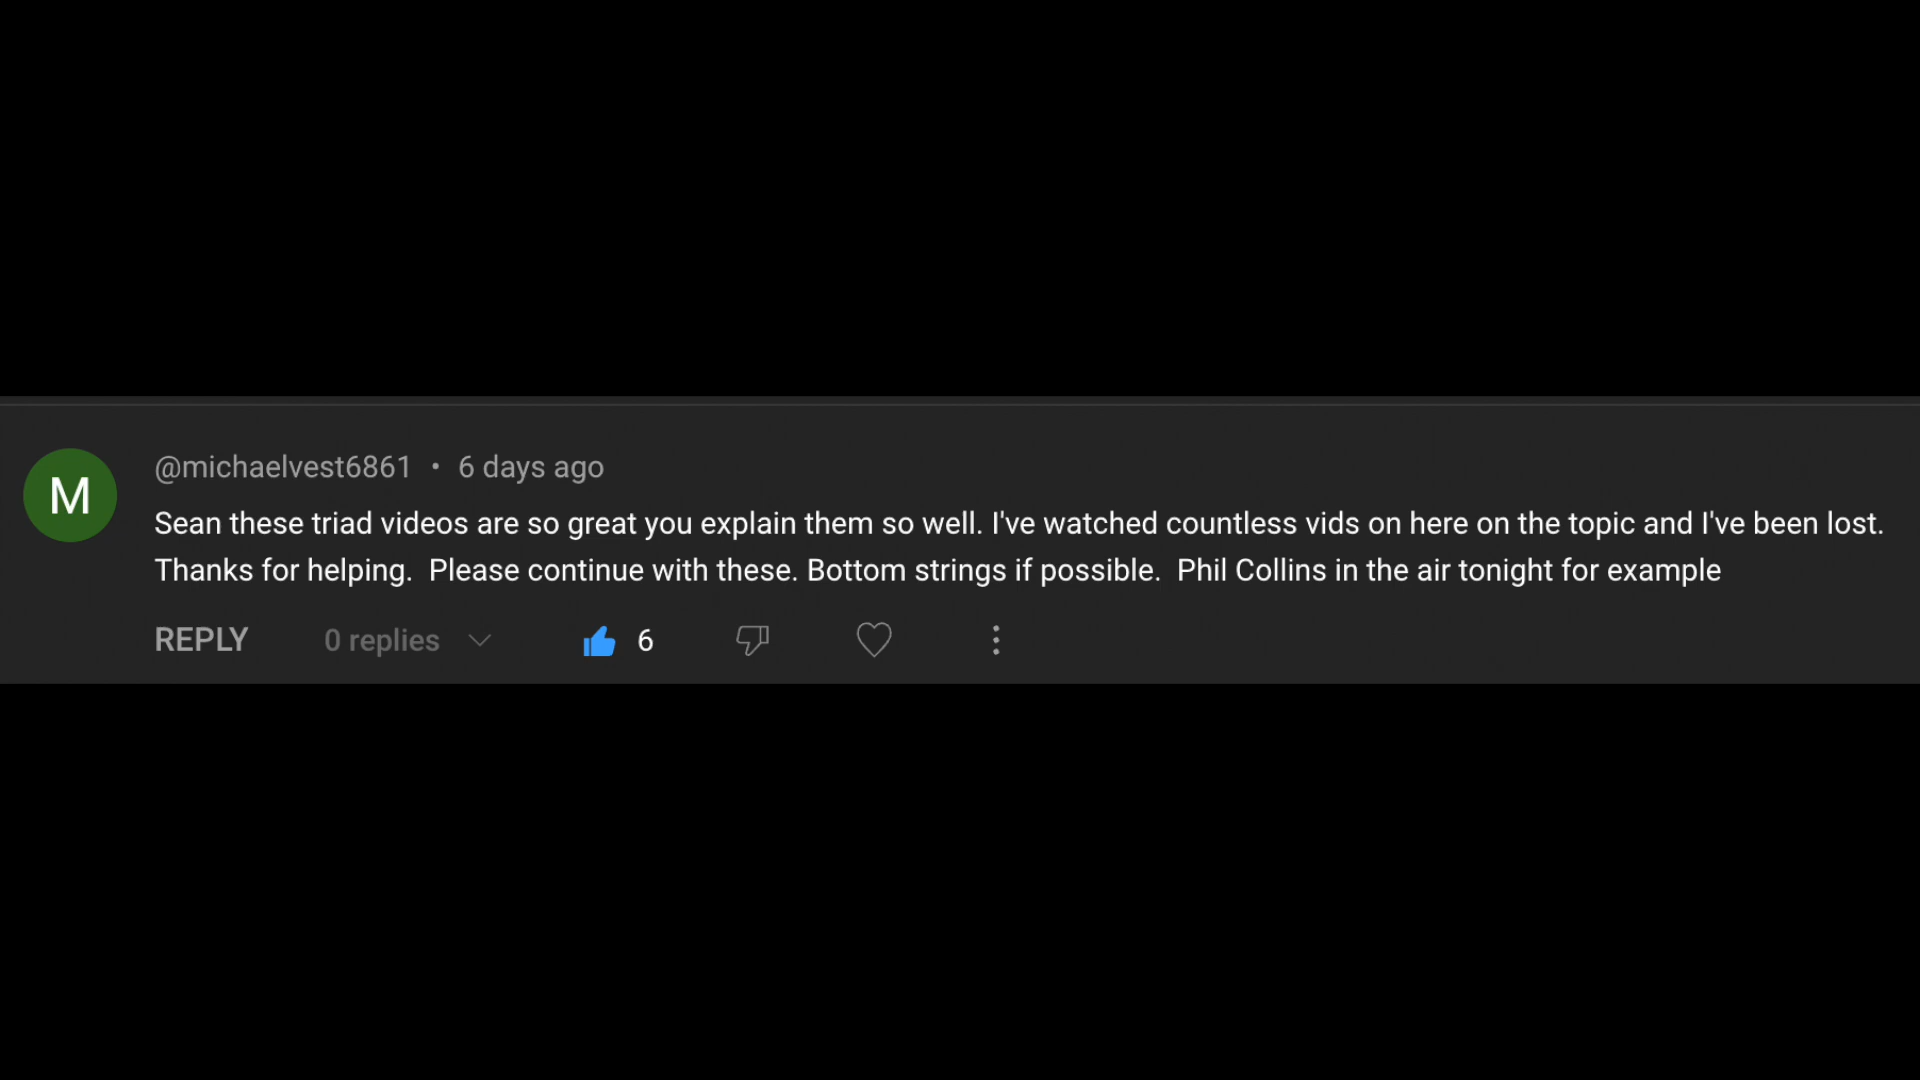 M
@michaelvest6861 • 6 days ago
Sean these triad videos are so great you explain them so well. I've watched countless vids on here on the topic and I've been lost.
Thanks for helping.  Please continue with these. Bottom strings if possible.  Phil Collins in the air tonight for example
REPLY 0 replies 6